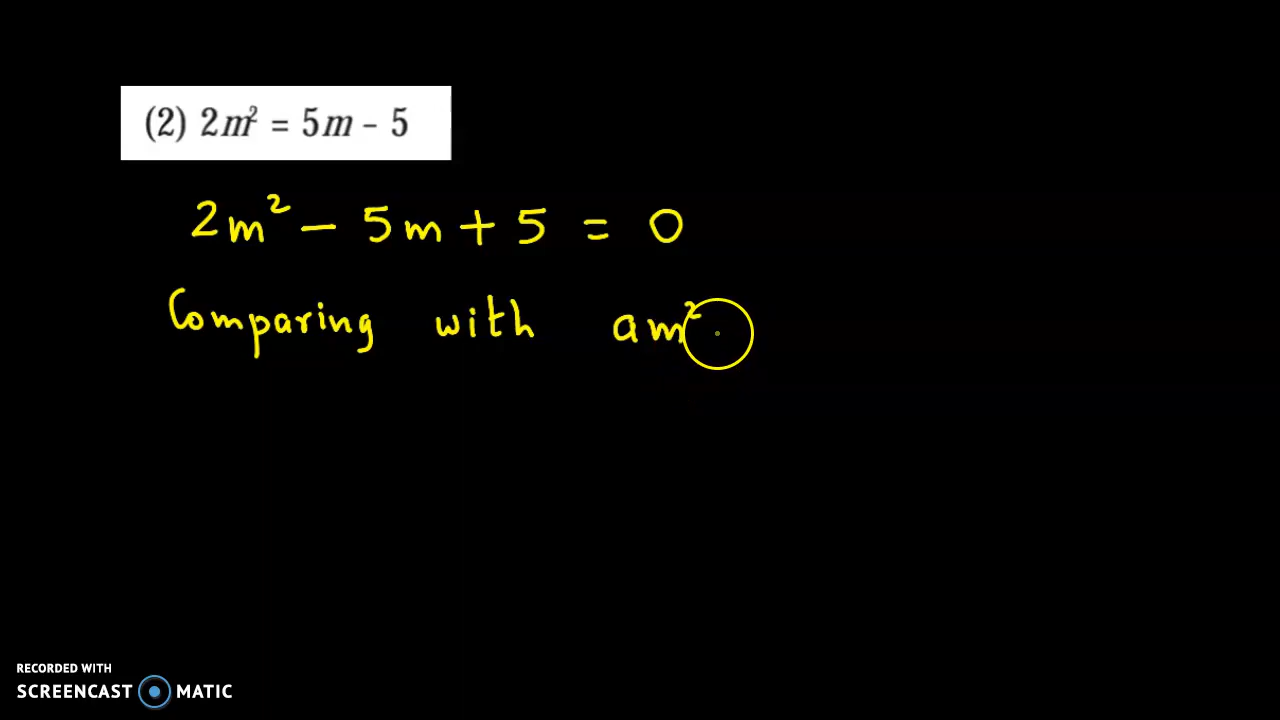 (2) 2m² = 5m - 5
2m² - 5m + 5 = 0
Comparing with am²
RECORDED WITH
SCREENCAST MATIC